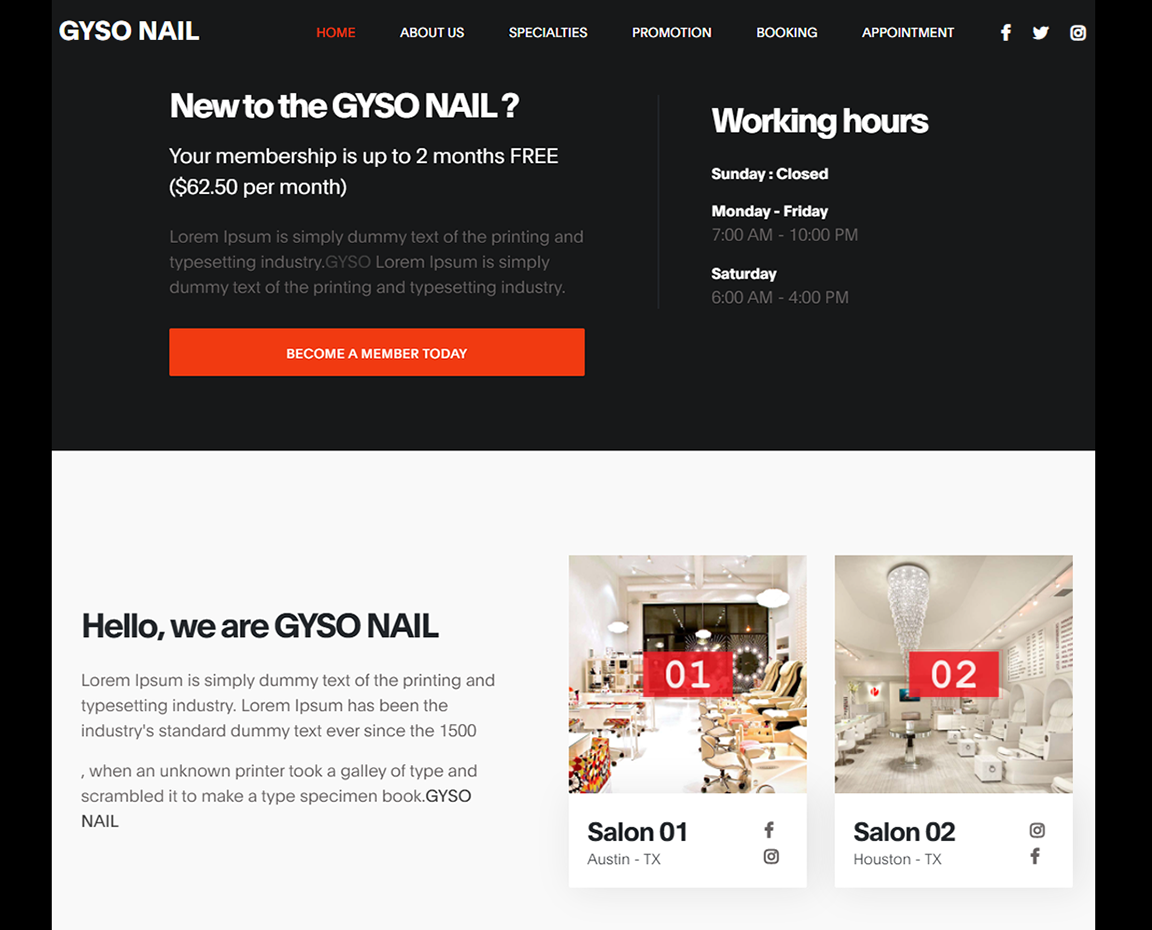 GYSO NAIL
HOME ABOUT US SPECIALTIES PROMOTION BOOKING APPOINTMENT
New to the GYSO NAIL ?
Your membership is up to 2 months FREE
($62.50 per month)
Lorem Ipsum is simply dummy text of the printing and
typesetting industry.GYSO Lorem Ipsum is simply
dummy text of the printing and typesetting industry.
BECOME A MEMBER TODAY
Working hours
Sunday : Closed
Monday - Friday
7:00 AM - 10:00 PM
Saturday
6:00 AM - 4:00 PM
Hello, we are GYSO NAIL
Lorem Ipsum is simply dummy text of the printing and
typesetting industry. Lorem Ipsum has been the
industry's standard dummy text ever since the 1500
, when an unknown printer took a galley of type and
scrambled it to make a type specimen book.GYSO
NAIL
01
Salon 01
Austin - TX
02
Salon 02
Houston - TX